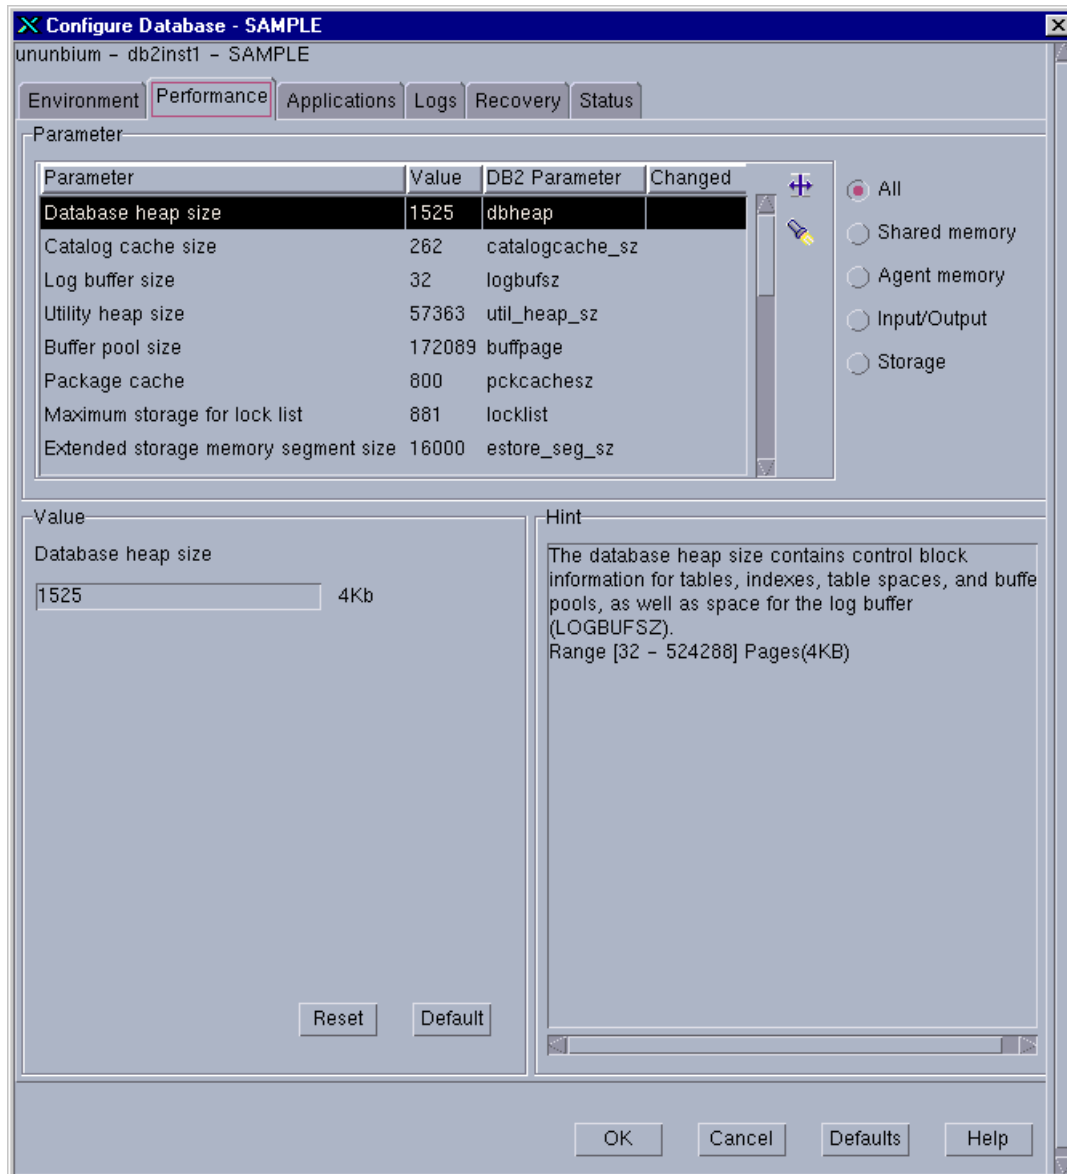 Configure Database - SAMPLE
ununbium – db2inst1 – SAMPLE
Environment Performance Applications Logs Recovery Status
Parameter
Parameter Value DB2 Parameter Changed
Database heap size 1525 dbheap
Catalog cache size 262 catalogcache_sz
Log buffer size 32 logbufsz
Utility heap size 57363 util_heap_sz
Buffer pool size 172089 buffpage
Package cache 800 pckcachesz
Maximum storage for lock list 881 locklist
Extended storage memory segment size 16000 estore_seg_sz
All
Shared memory
Agent memory
Input/Output
Storage
Value
Database heap size
1525 4Kb
Reset Default
Hint
The database heap size contains control block
information for tables, indexes, table spaces, and buffe
pools, as well as space for the log buffer
(LOGBUFSZ).
Range [32 – 524288] Pages(4KB)
OK Cancel Defaults Help